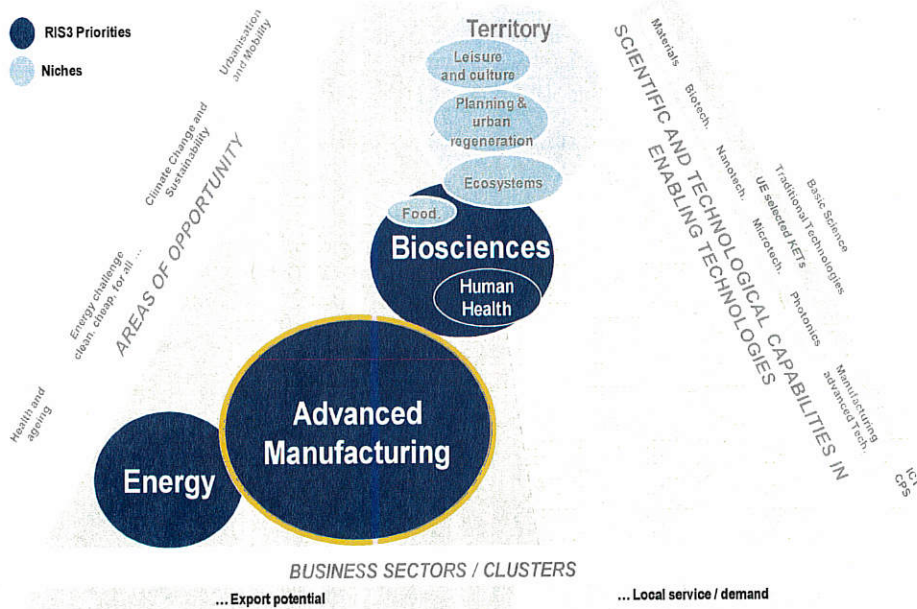 RIS3 Priorities
Niches
Urbanisation
and Mobility
Climate Change and
Sustainability
Energy challenge
clean, cheap, for all ...
Health and
ageing
AREAS OF OPPORTUNITY
Territory
Leisure
and culture
Planning &
urban
regeneration
Ecosystems
Food.
Biosciences
Human
Health
Advanced
Manufacturing
Energy
SCIENTIFIC AND TECHNOLOGICAL CAPABILITIES IN
ENABLING TECHNOLOGIES
Materials
Biotech.
Nanotech.
Microtech.
Photonics
Manufacturing
advanced Tech.
ICT
CPS
Basic Science
Traditional Technologies
UE selected KETs
BUSINESS SECTORS / CLUSTERS
... Export potential
... Local service / demand